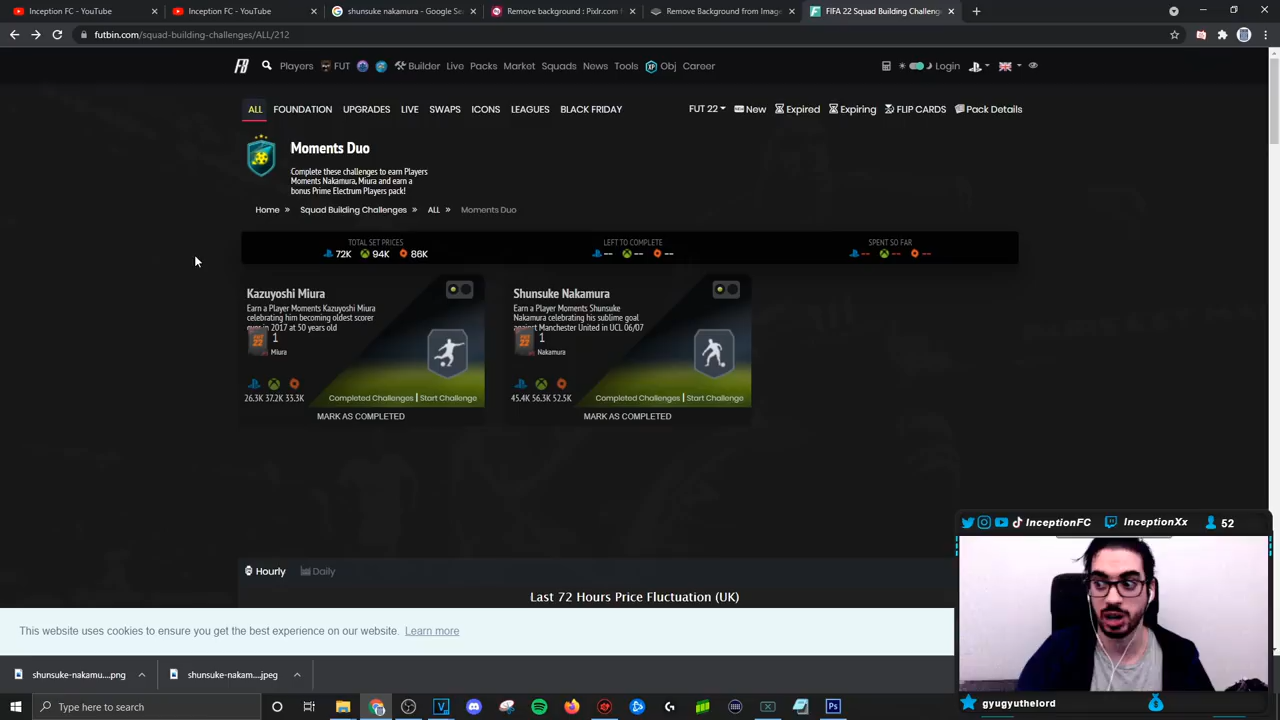 Inception FC - YouTube
Inception FC - YouTube
shunsuke nakamura - Google Se
Remove background : Pixlr.com f
Remove Background from Image
FIFA 22 Squad Building Challeng
futbin.com/squad-building-challenges/ALL/212
Players FUT Builder Live Packs Market Squads News Tools Obj Career Login
ALL FOUNDATION UPGRADES LIVE SWAPS ICONS LEAGUES BLACK FRIDAY
FUT 22 New Expired Expiring FLIP CARDS Pack Details
Moments Duo
Complete these challenges to earn Players
Moments Nakamura, Miura and earn a
bonus Prime Electrum Players pack!
Home » Squad Building Challenges » ALL » Moments Duo
TOTAL SET PRICES LEFT TO COMPLETE SPENT SO FAR
72K 94K 86K -- -- -- -- -- --
Kazuyoshi Miura
Earn a Player Moments Kazuyoshi Miura
celebrating him becoming oldest scorer
ever in 2017 at 50 years old
1
Miura
26.3K 37.2K 33.3K
Completed Challenges | Start Challenge
MARK AS COMPLETED
Shunsuke Nakamura
Earn a Player Moments Shunsuke
Nakamura celebrating his sublime goal
against Manchester United in UCL 06/07
1
Nakamura
45.4K 56.3K 52.5K
Completed Challenges | Start Challenge
MARK AS COMPLETED
Hourly Daily
Last 72 Hours Price Fluctuation (UK)
InceptionFC InceptionXx 52
This website uses cookies to ensure you get the best experience on our website. Learn more
shunsuke-nakamu....png
shunsuke-nakam....jpeg
gyugyuthelord
Type here to search